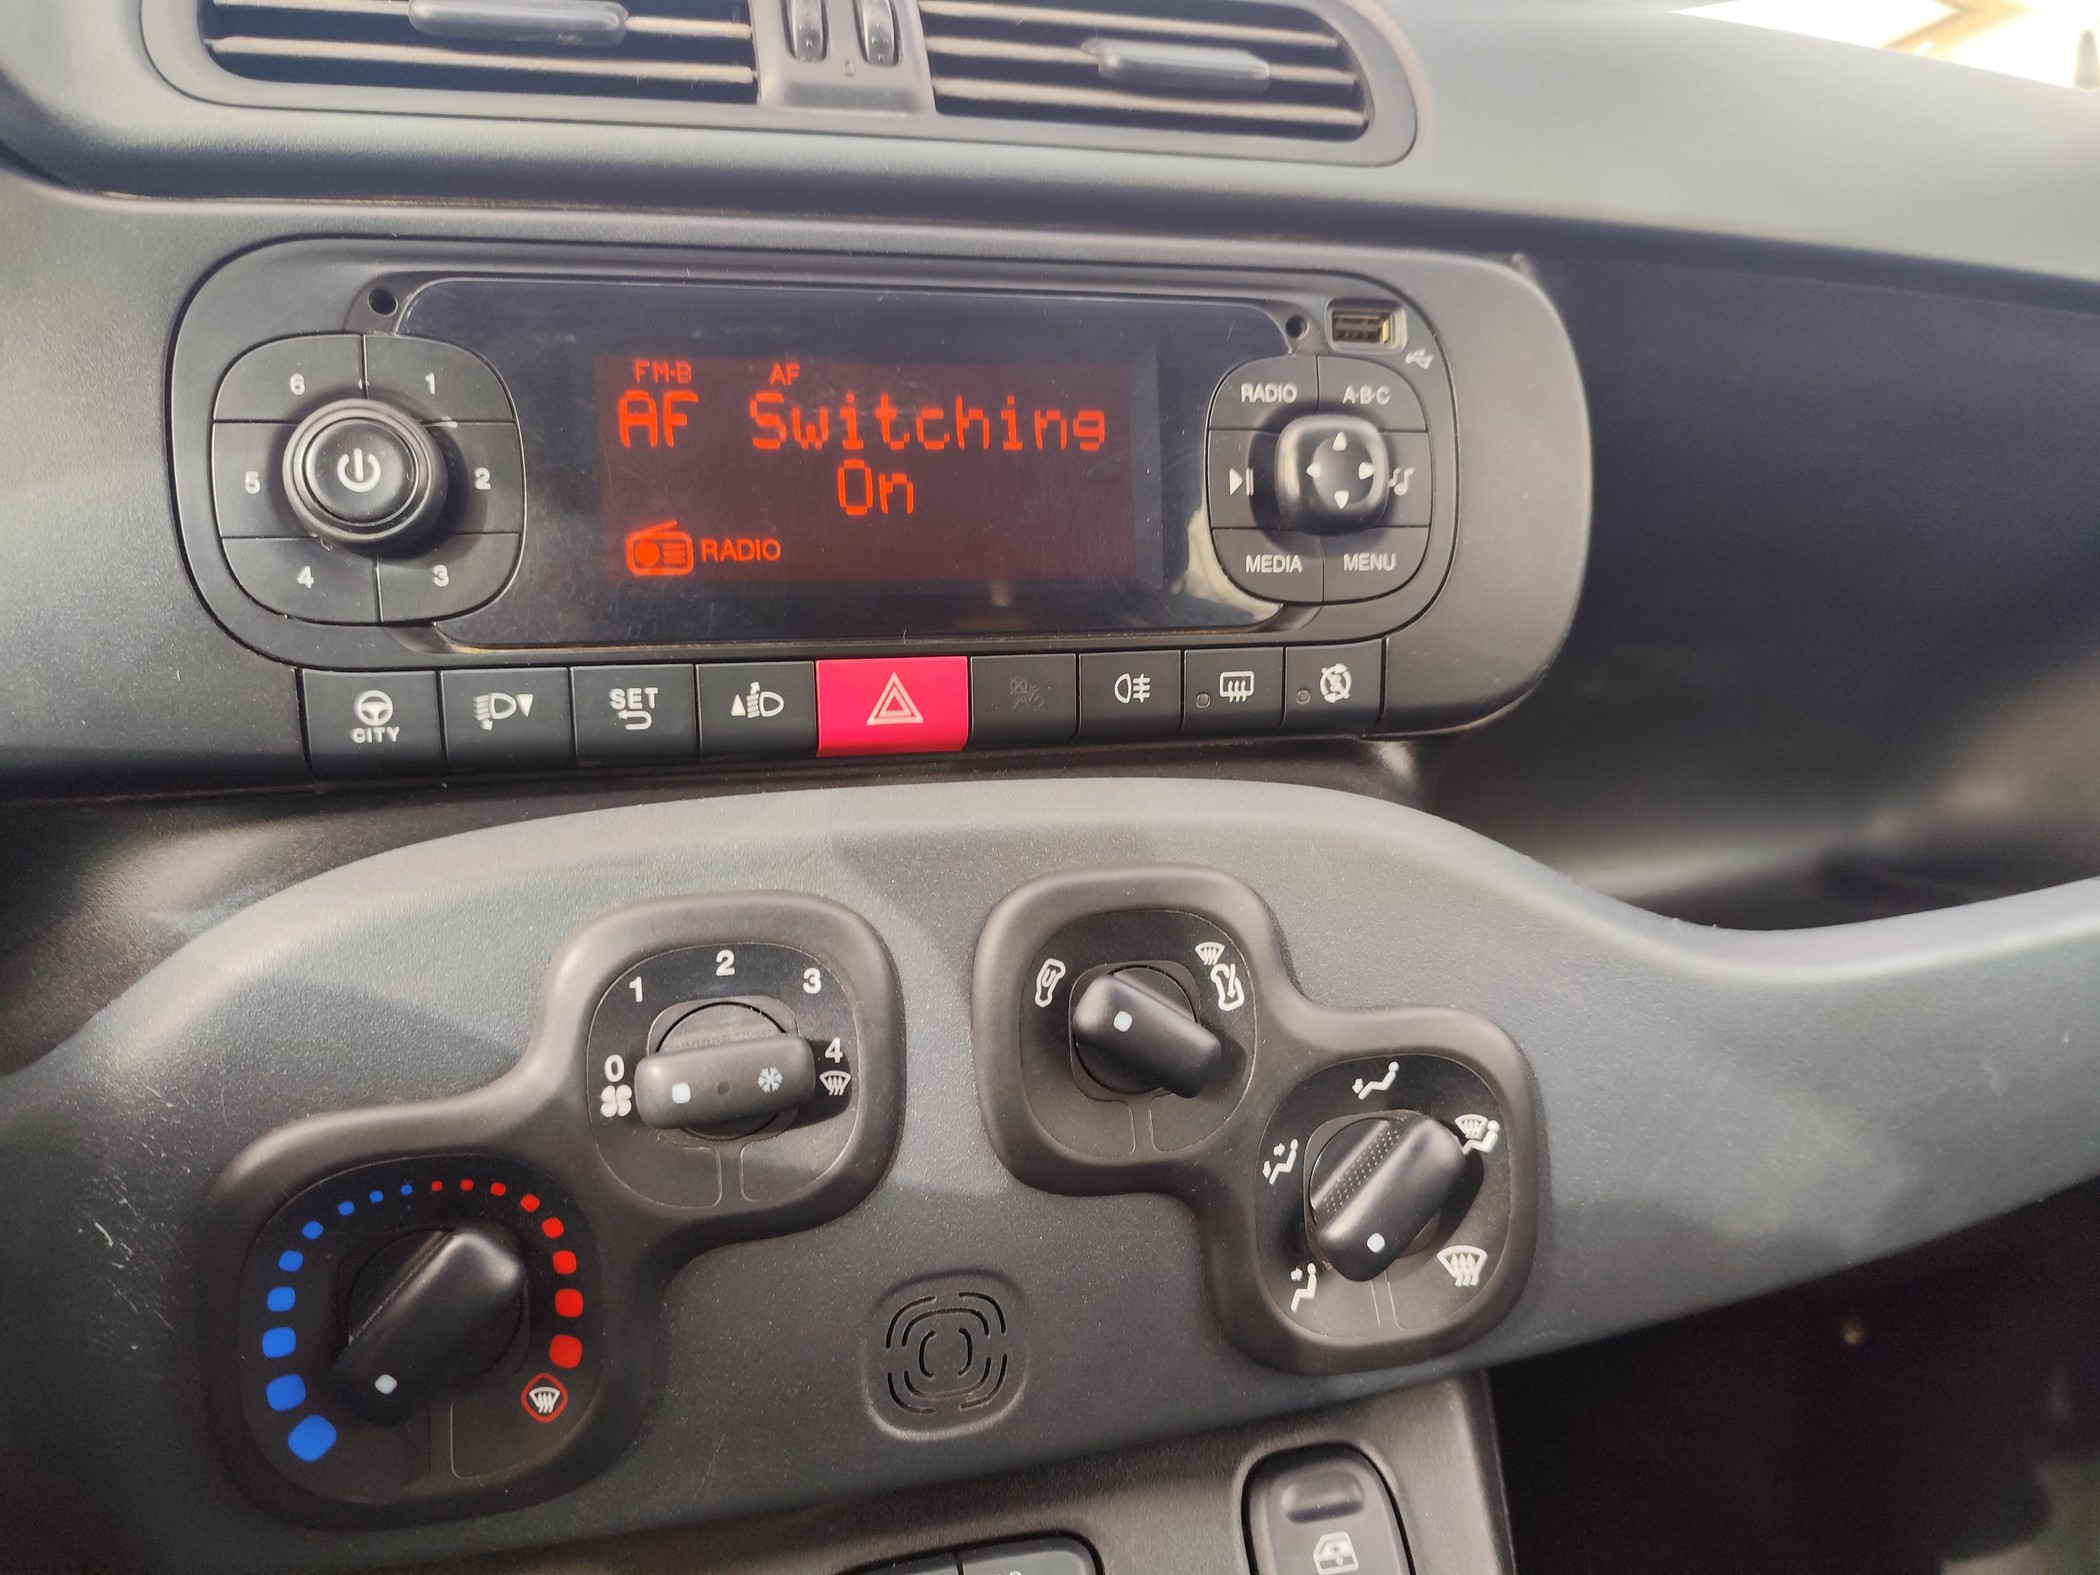 FM-B AF
AF Switching
On
RADIO
6 1
5 2
4 3
RADIO A·B·C
MEDIA MENU
CITY
SET
0 1 2 3 4